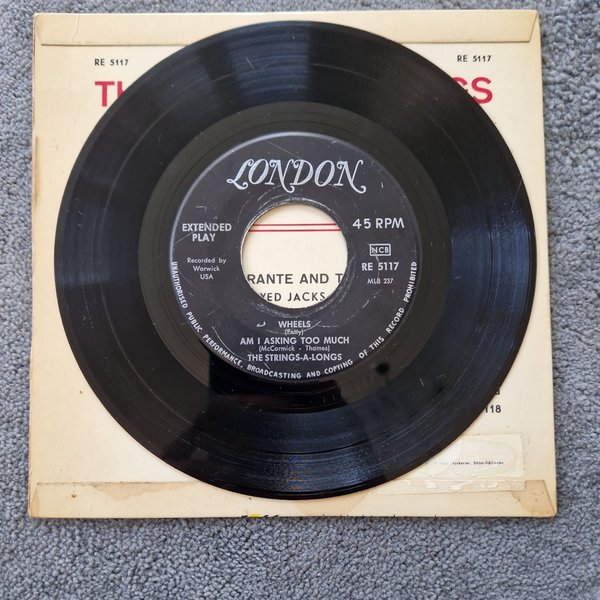 RE 5117
RE 5117
LONDON
EXTENDED PLAY
45 RPM
NCB
Recorded by
Warwick
USA
RE 5117
MLB 237
RANTE AND T
YED JACKS
WHEELS
(Petty)
AM I ASKING TOO MUCH
(McCormick - Thames)
THE STRINGS-A-LONGS
UNAUTHORISED PUBLIC PERFORMANCE, BROADCASTING AND COPYING OF THIS RECORD PROHIBITED
118